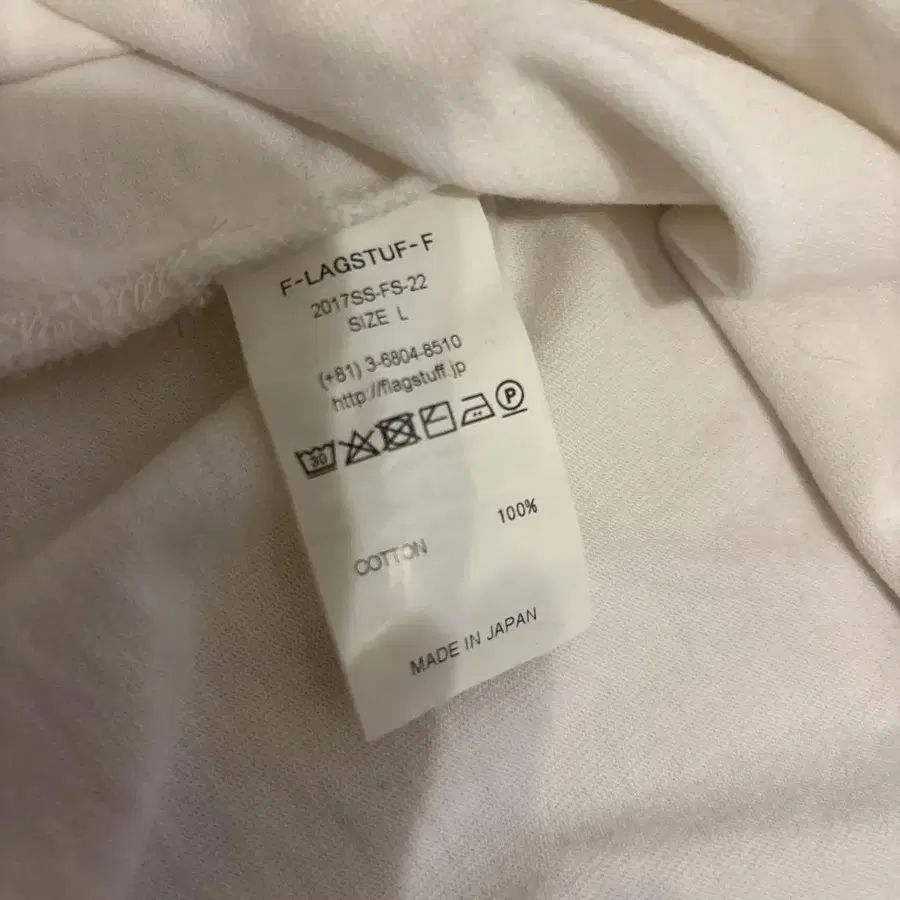 F-LAGSTUF-F
2017SS-FS-22
SIZE L
(+81) 3-6804-8510
http://flagstuff.jp
30 P
100%
COTTON
MADE IN JAPAN